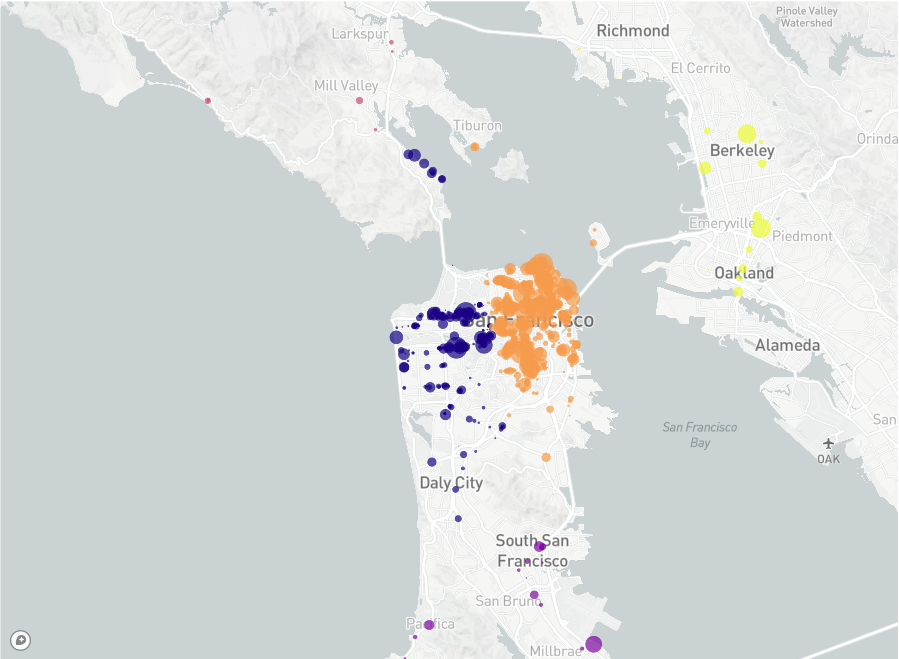 Pinole Valley
Watershed
Larkspur
Richmond
El Cerrito
Mill Valley
Tiburon
Orinda
Berkeley
Emeryville
Piedmont
Oakland
San Francisco
Alameda
San Francisco
Bay
San
OAK
Daly City
South San
Francisco
San Bruno
Pacifica
Millbrae